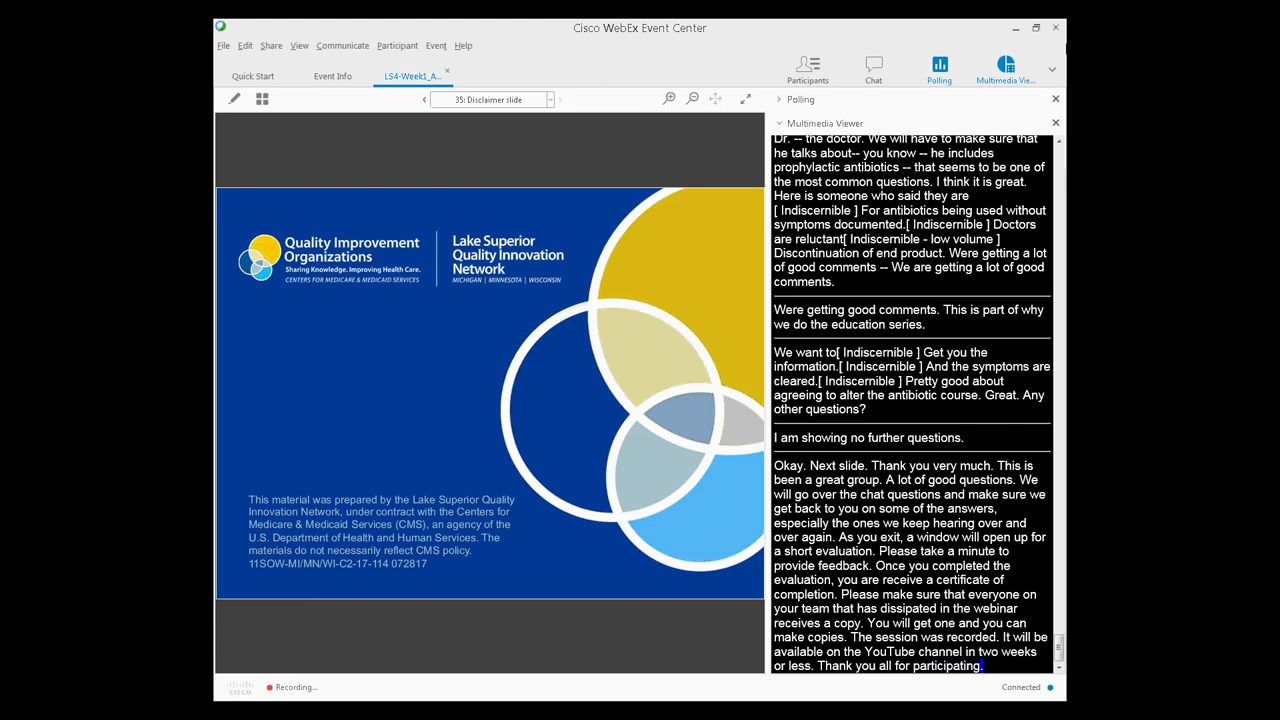 Cisco WebEx Event Center
File Edit Share View Communicate Participant Event Help
Quick Start Event Info LS4-Week1_A...
Participants Chat Polling Multimedia Vie...
35: Disclaimer slide
Polling
Multimedia Viewer
Quality Improvement
Organizations
Sharing Knowledge. Improving Health Care.
CENTERS FOR MEDICARE & MEDICAID SERVICES
Lake Superior
Quality Innovation
Network
MICHIGAN | MINNESOTA | WISCONSIN
This material was prepared by the Lake Superior Quality
Innovation Network, under contract with the Centers for
Medicare & Medicaid Services (CMS), an agency of the
U.S. Department of Health and Human Services. The
materials do not necessarily reflect CMS policy.
11SOW-MI/MN/WI-C2-17-114 072817
Dr. -- the doctor. We will have to make sure that
he talks about-- you know -- he includes
prophylactic antibiotics -- that seems to be one of
the most common questions. I think it is great.
Here is someone who said they are
[ Indiscernible ] For antibiotics being used without
symptoms documented.[ Indiscernible ] Doctors
are reluctant[ Indiscernible - low volume ]
Discontinuation of end product. Were getting a lot
of good comments -- We are getting a lot of good
comments.
Were getting good comments. This is part of why
we do the education series.
We want to[ Indiscernible ] Get you the
information.[ Indiscernible ] And the symptoms are
cleared.[ Indiscernible ] Pretty good about
agreeing to alter the antibiotic course. Great. Any
other questions?
I am showing no further questions.
Okay. Next slide. Thank you very much. This is
been a great group. A lot of good questions. We
will go over the chat questions and make sure we
get back to you on some of the answers,
especially the ones we keep hearing over and
over again. As you exit, a window will open up for
a short evaluation. Please take a minute to
provide feedback. Once you completed the
evaluation, you are receive a certificate of
completion. Please make sure that everyone on
your team that has dissipated in the webinar
receives a copy. You will get one and you can
make copies. The session was recorded. It will be
available on the YouTube channel in two weeks
or less. Thank you all for participating.
cisco Recording... Connected